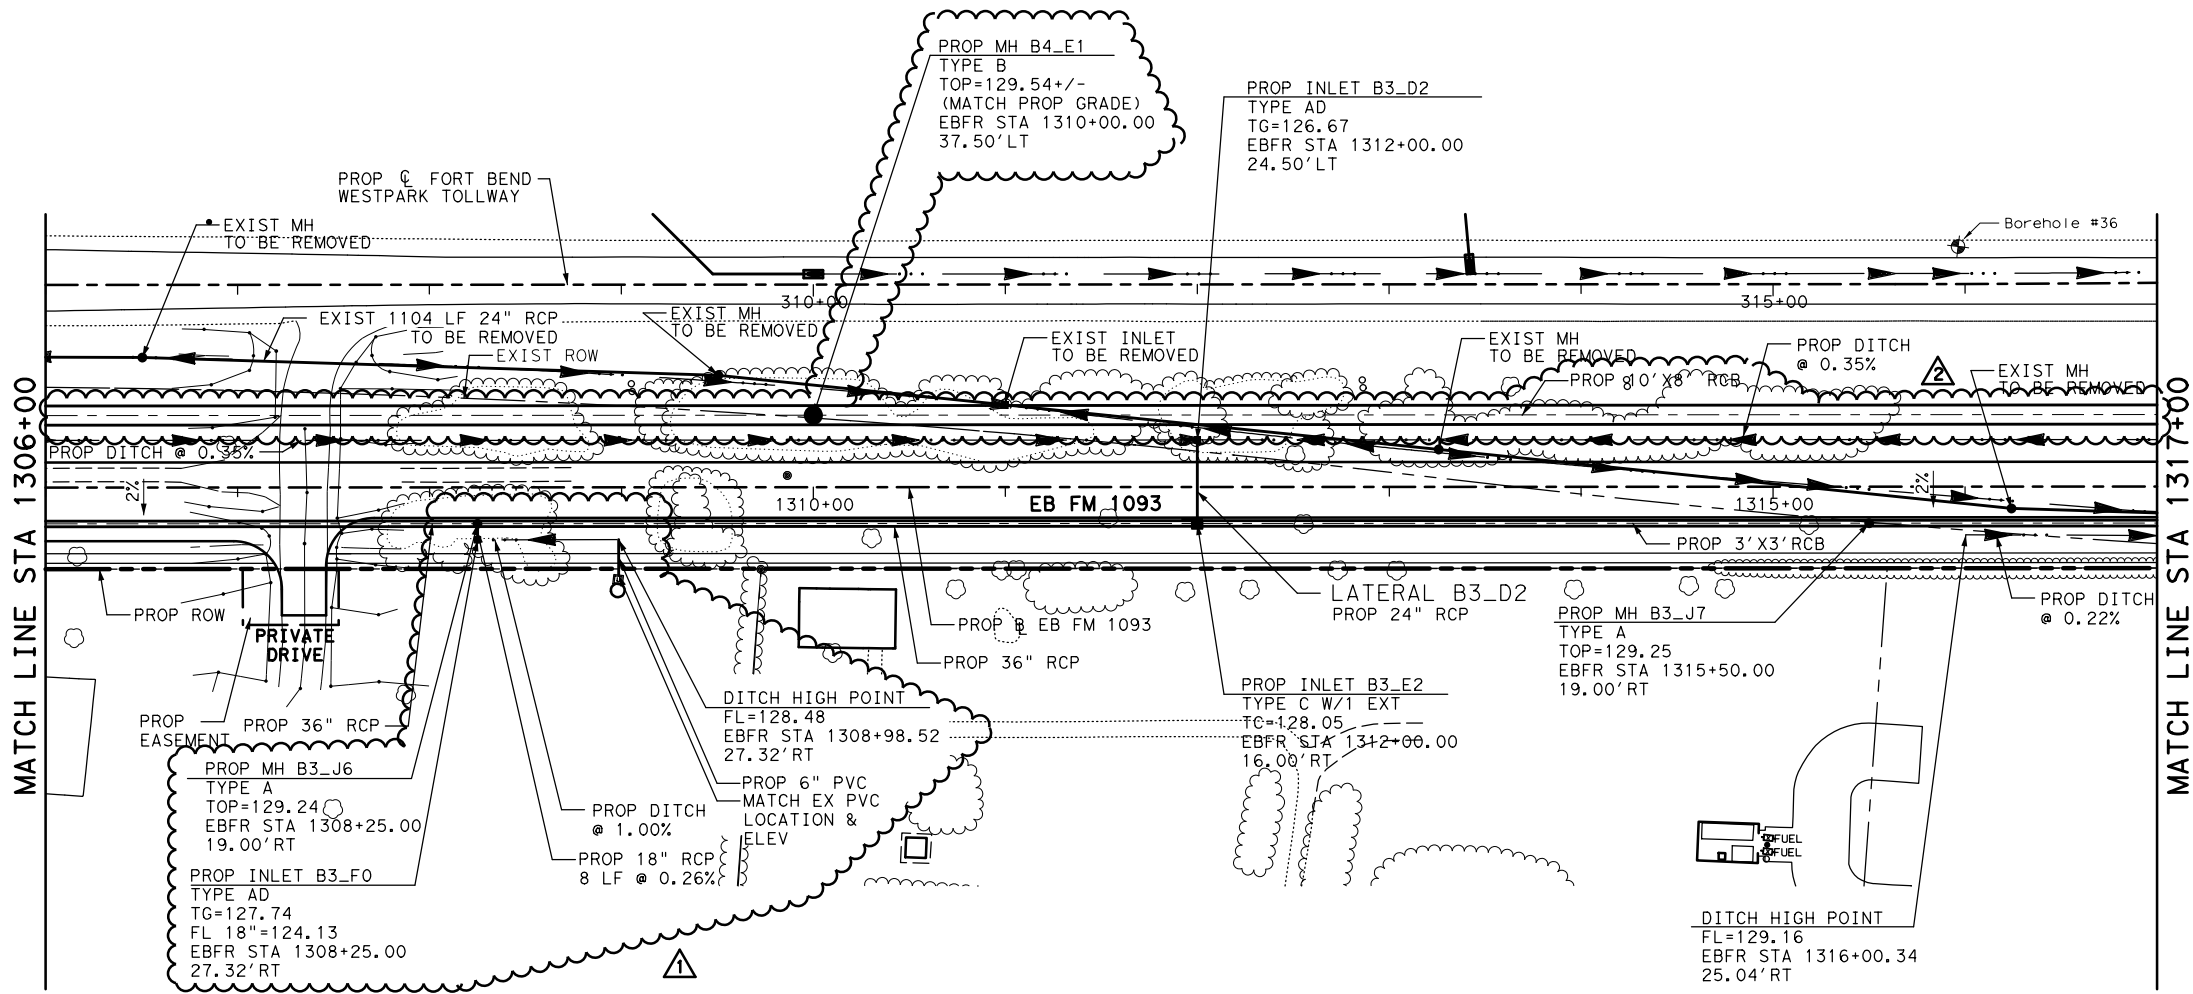 PROP MH B4_E1
TYPE B
TOP=129.54+/-
(MATCH PROP GRADE)
EBFR STA 1310+00.00
37.50'LT
PROP INLET B3_D2
TYPE AD
TG=126.67
EBFR STA 1312+00.00
24.50'LT
PROP ℄ FORT BEND
WESTPARK TOLLWAY
EXIST MH
TO BE REMOVED
Borehole #36
310+00
315+00
EXIST 1104 LF 24" RCP
TO BE REMOVED
EXIST MH
TO BE REMOVED
EXIST ROW
EXIST INLET
TO BE REMOVED
EXIST MH
TO BE REMOVED
PROP DITCH
@ 0.35%
2
PROP 10'X8' RCB
8
8
8
EXIST MH
TO BE REMOVED
MATCH LINE STA 1306+00
MATCH LINE STA 1317+00
PROP DITCH @ 0.35%
2%
2%
1310+00
EB FM 1093
1315+00
PROP 3'X3'RCB
PROP ROW
PRIVATE
DRIVE
PROP B EB FM 1093
PROP 36" RCP
LATERAL B3_D2
PROP 24" RCP
PROP MH B3_J7
TYPE A
TOP=129.25
EBFR STA 1315+50.00
19.00'RT
PROP DITCH
@ 0.22%
PROP
EASEMENT
PROP 36" RCP
DITCH HIGH POINT
FL=128.48
EBFR STA 1308+98.52
27.32'RT
PROP INLET B3_E2
TYPE C W/1 EXT
TC=128.05
EBFR STA 1312+00.00
16.00'RT
PROP MH B3_J6
TYPE A
TOP=129.24
EBFR STA 1308+25.00
19.00'RT
PROP 6" PVC
MATCH EX PVC
LOCATION &
ELEV
PROP DITCH
@ 1.00%
PROP 18" RCP
8 LF @ 0.26%
PROP INLET B3_F0
TYPE AD
TG=127.74
FL 18"=124.13
EBFR STA 1308+25.00
27.32'RT
1
FUEL
FUEL
DITCH HIGH POINT
FL=129.16
EBFR STA 1316+00.34
25.04'RT